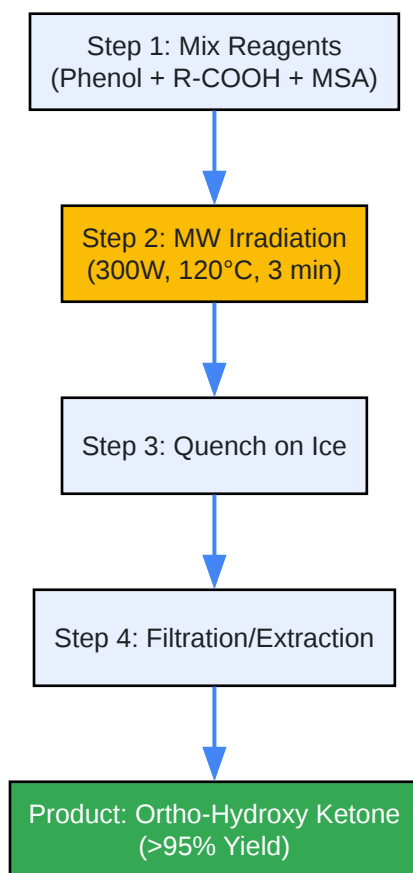 Step 1: Mix Reagents
(Phenol + R-COOH + MSA)
Step 2: MW Irradiation
(300W, 120°C, 3 min)
Step 3: Quench on Ice
Step 4: Filtration/Extraction
Product: Ortho-Hydroxy Ketone
(>95% Yield)